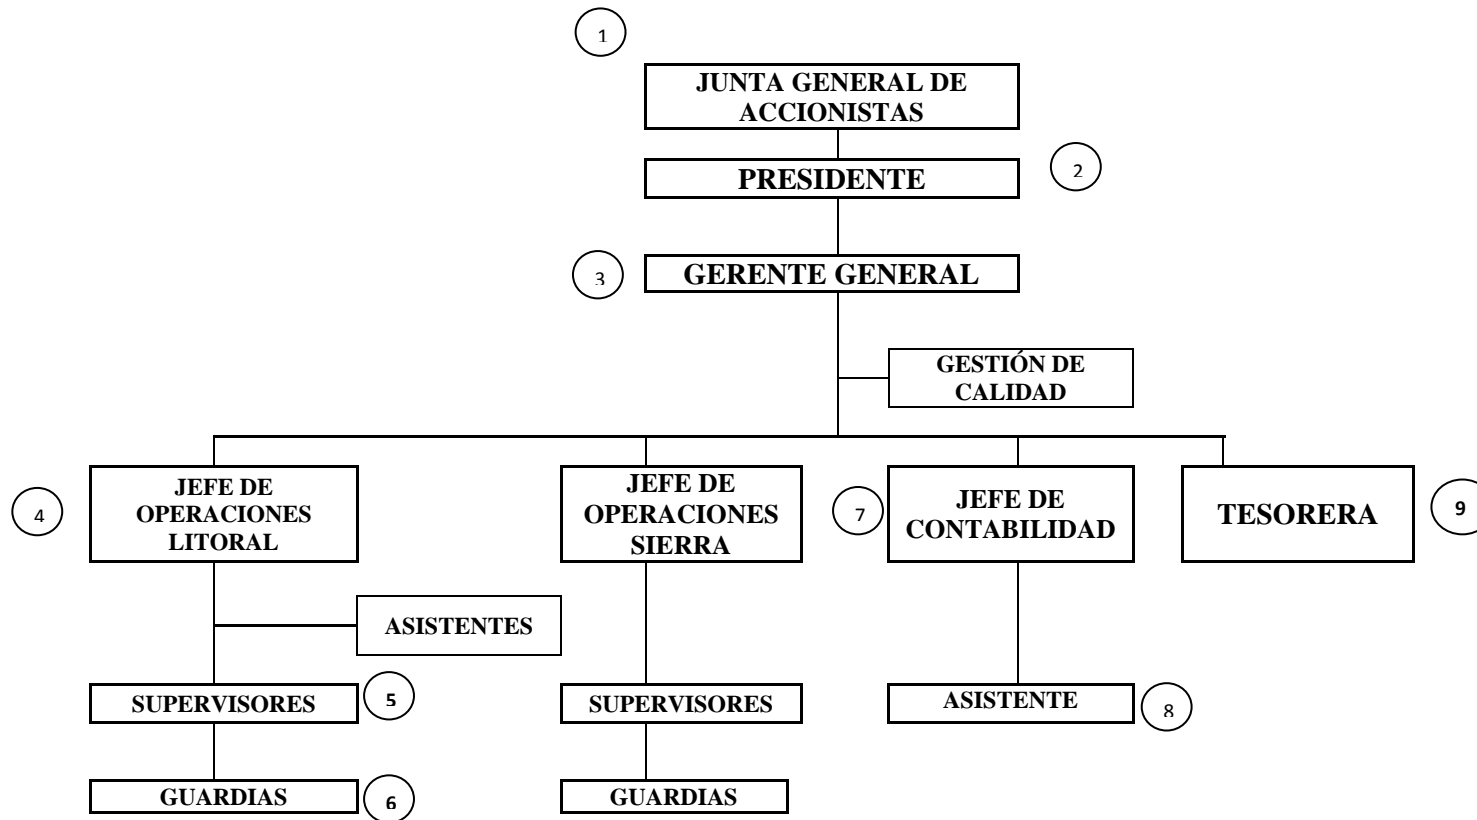 1
JUNTA GENERAL DE
ACCIONISTAS
PRESIDENTE
2
3
GERENTE GENERAL
GESTIÓN DE
CALIDAD
4
JEFE DE
OPERACIONES
LITORAL
JEFE DE
OPERACIONES
SIERRA
7
JEFE DE
CONTABILIDAD
TESORERA
9
ASISTENTES
SUPERVISORES
5
SUPERVISORES
ASISTENTE
8
GUARDIAS
6
GUARDIAS